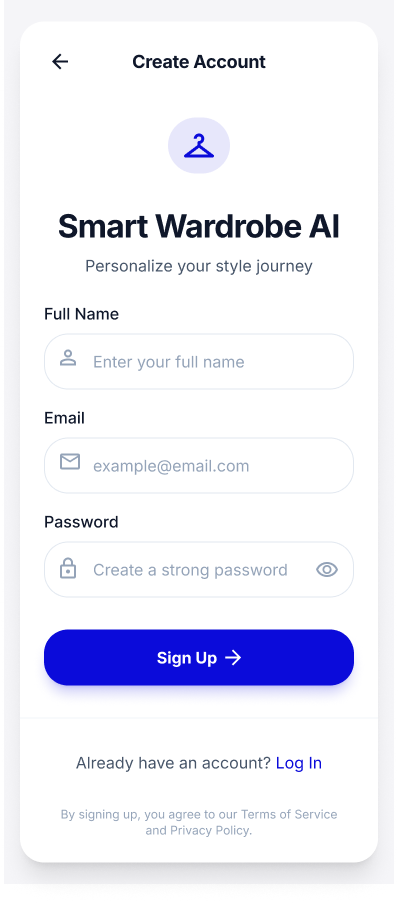 Create Account
Smart Wardrobe AI
Personalize your style journey
Full Name
Enter your full name
Email
example@email.com
Password
Create a strong password
Sign Up
Already have an account? Log In
By signing up, you agree to our Terms of Service
and Privacy Policy.